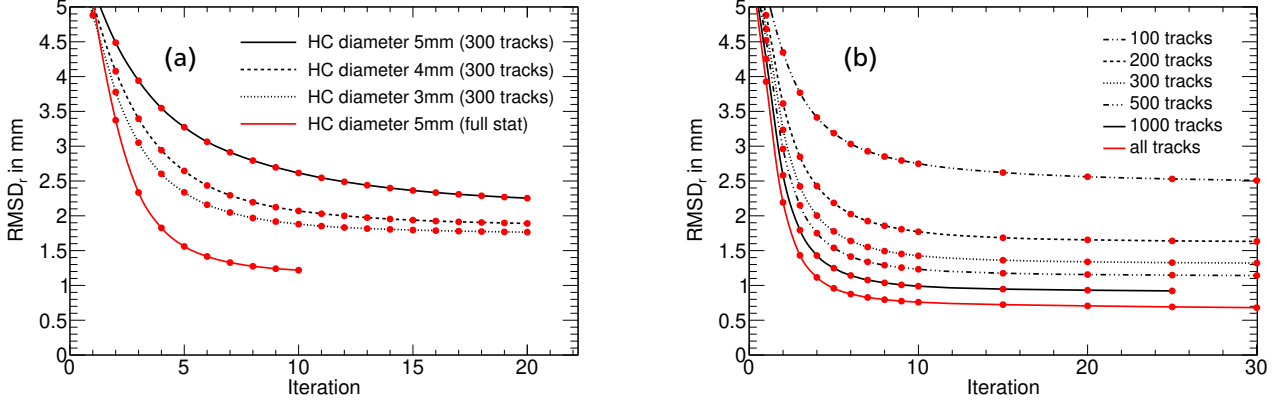 5
4.5
4
3.5
3
2.5
2
1.5
1
0.5
0
RMSDr in mm
(a)
HC diameter 5mm (300 tracks)
HC diameter 4mm (300 tracks)
HC diameter 3mm (300 tracks)
HC diameter 5mm (full stat)
0 5 10 15 20
Iteration
5
4.5
4
3.5
3
2.5
2
1.5
1
0.5
0
RMSDr in mm
(b)
100 tracks
200 tracks
300 tracks
500 tracks
1000 tracks
all tracks
0 10 20 30
Iteration